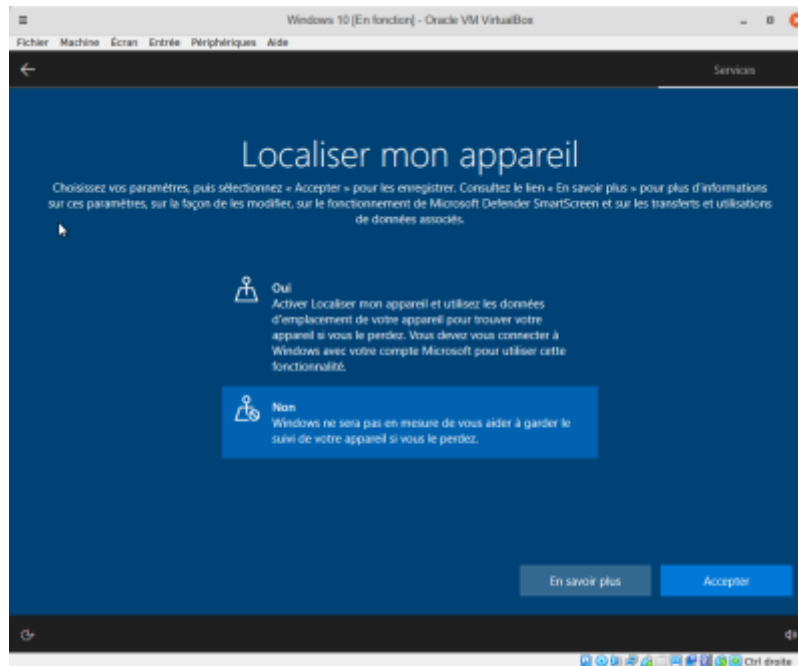 Windows 10 [En fonction] - Oracle VM VirtualBox
Fichier Machine Écran Entrée Périphériques Aide
Services
Localiser mon appareil
Choisissez vos paramètres, puis sélectionnez « Accepter » pour les enregistrer. Consultez le lien « En savoir plus » pour plus d'informations
sur ces paramètres, sur la façon de les modifier, sur le fonctionnement de Microsoft Defender SmartScreen et sur les transferts et utilisations
de données associés.
Oui
Activer Localiser mon appareil et utilisez les données
d'emplacement de votre appareil pour trouver votre
appareil si vous le perdez. Vous devez vous connecter à
Windows avec votre compte Microsoft pour utiliser cette
fonctionnalité.
Non
Windows ne sera pas en mesure de vous aider à garder le
suivi de votre appareil si vous le perdez.
En savoir plus
Accepter
Ctrl droite